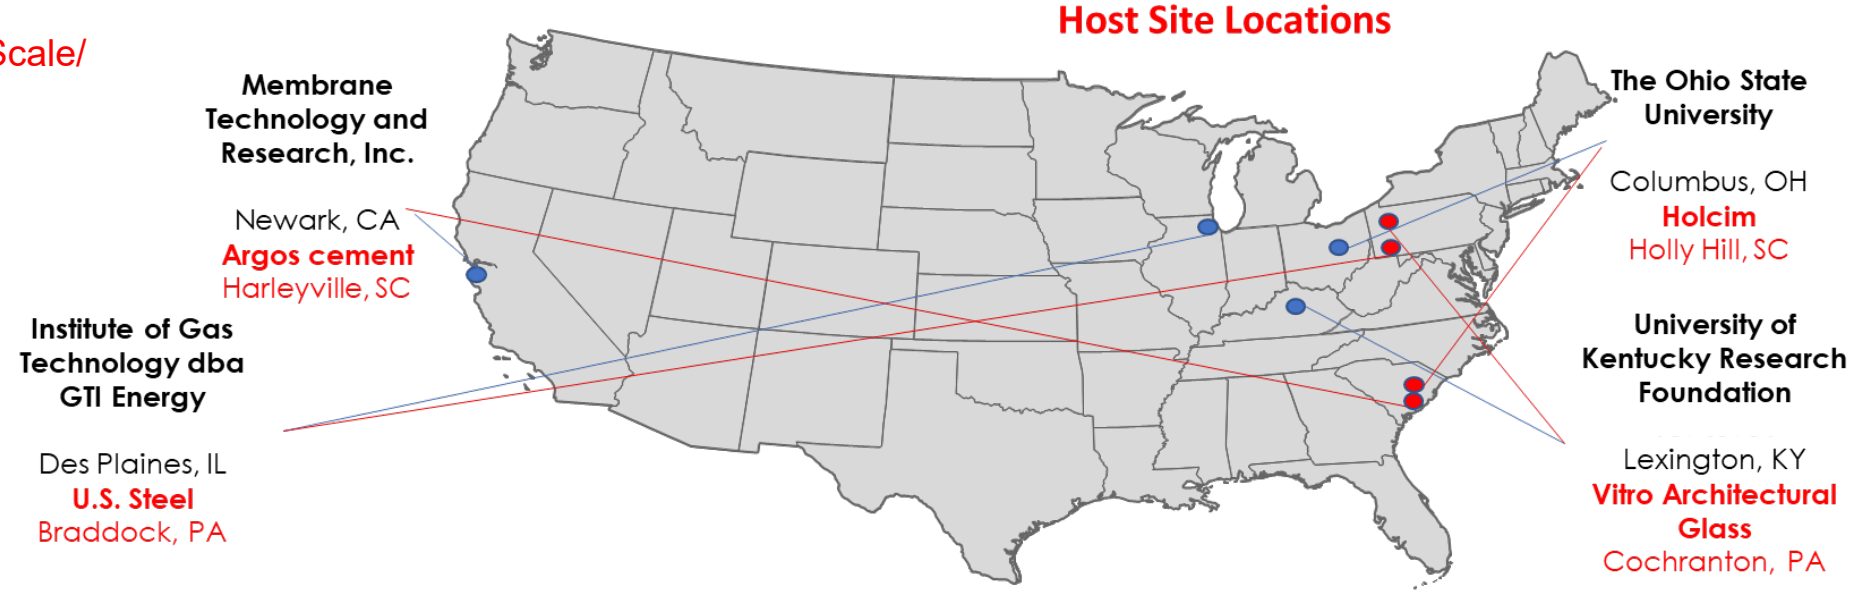 Host Site Locations
Scale/
Membrane
Technology and
Research, Inc.
Newark, CA
Argos cement
Harleyville, SC
Institute of Gas
Technology dba
GTI Energy
Des Plaines, IL
U.S. Steel
Braddock, PA
The Ohio State
University
Columbus, OH
Holcim
Holly Hill, SC
University of
Kentucky Research
Foundation
Lexington, KY
Vitro Architectural
Glass
Cochranton, PA